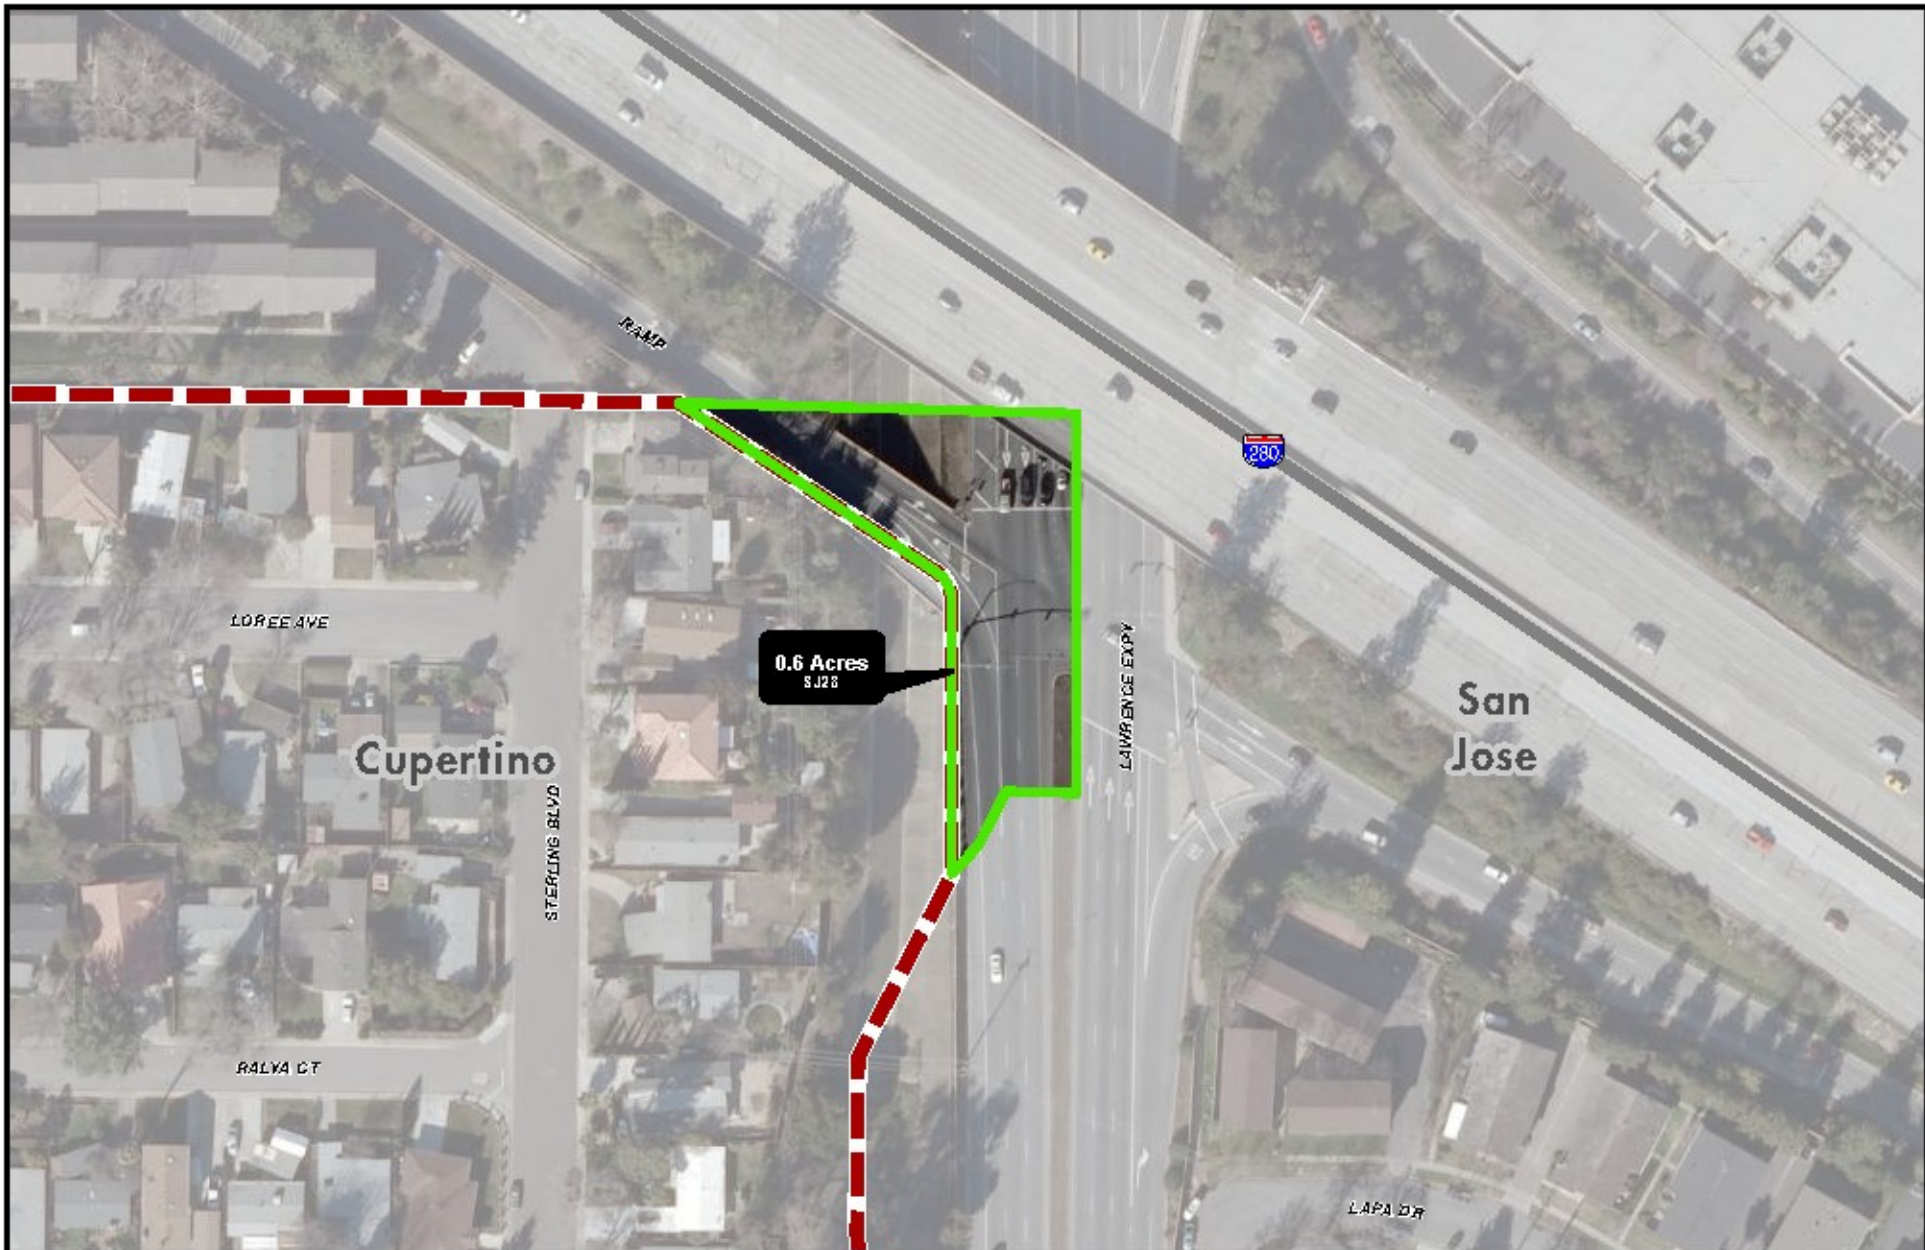 RAMP
280
LOREE AVE
0.6 Acres
SJ28
LAWRENCE EXPY
San
Jose
Cupertino
STERLING BLVD
RALYA CT
LAPA DR